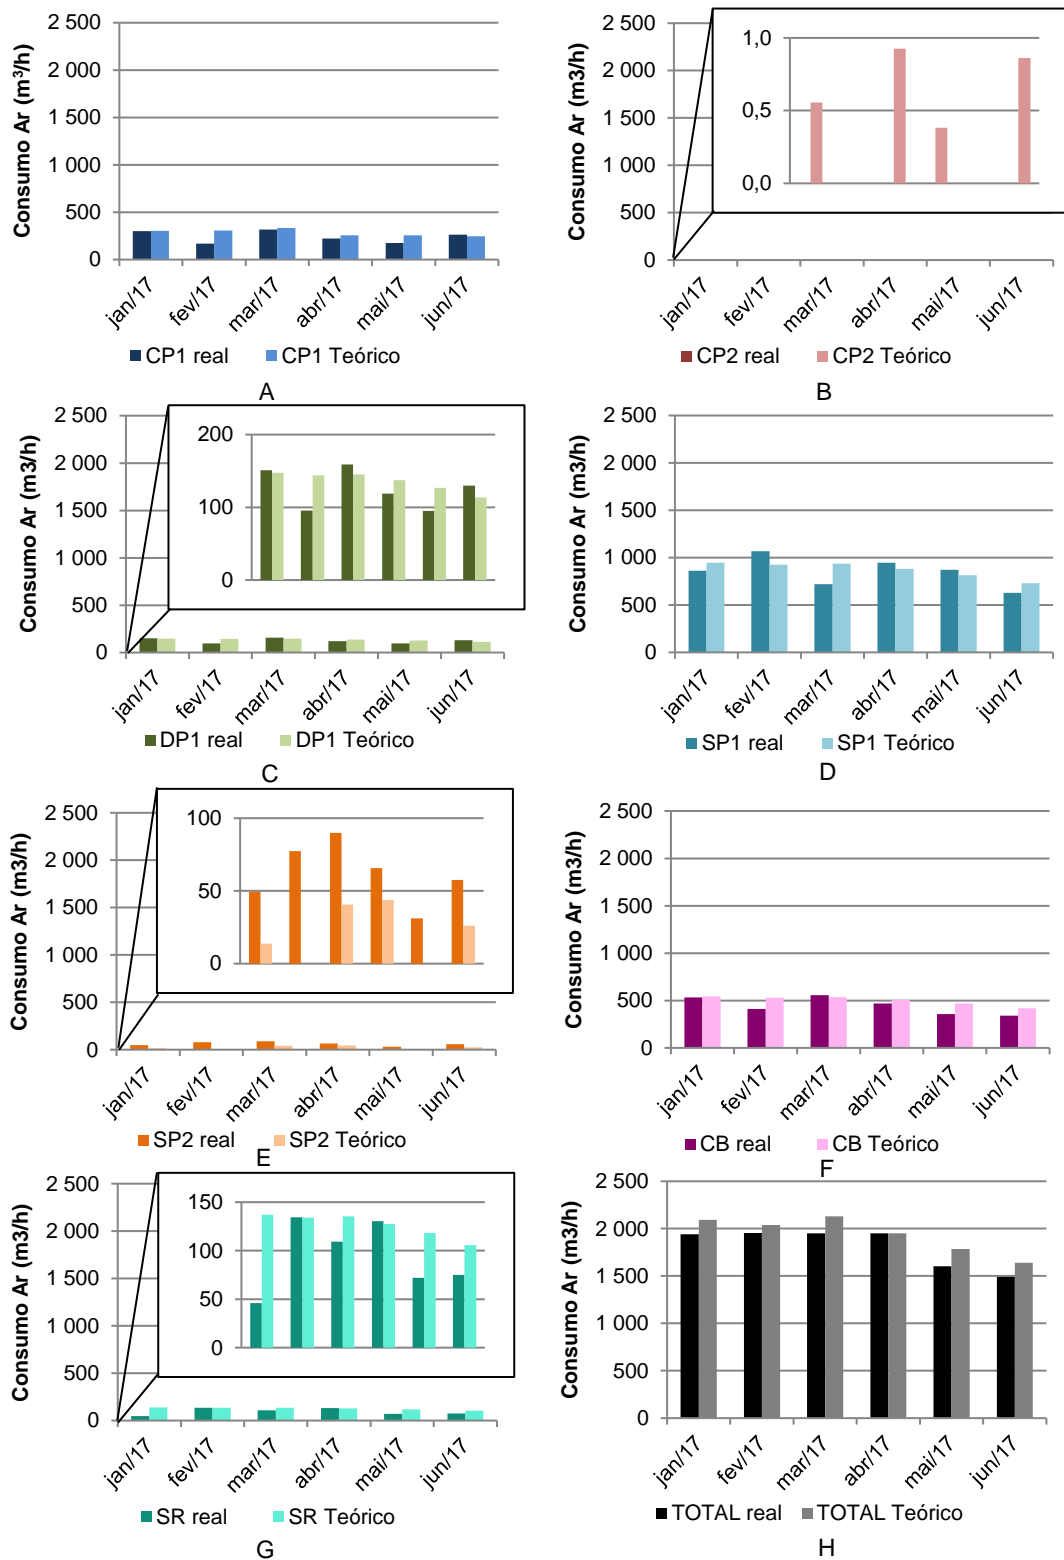 Consumo Ar (m³/h)
2 500
2 000
1 500
1 000
500
0
jan/17 fev/17 mar/17 abr/17 mai/17 jun/17
CP1 real CP1 Teórico
A
Consumo Ar (m3/h)
2 500
2 000
1 500
1 000
500
0
1,0
0,5
0,0
jan/17 fev/17 mar/17 abr/17 mai/17 jun/17
CP2 real CP2 Teórico
B
Consumo Ar (m3/h)
2 500
2 000
1 500
1 000
500
0
200
100
0
jan/17 fev/17 mar/17 abr/17 mai/17 jun/17
DP1 real DP1 Teórico
C
Consumo Ar (m3/h)
2 500
2 000
1 500
1 000
500
0
jan/17 fev/17 mar/17 abr/17 mai/17 jun/17
SP1 real SP1 Teórico
D
Consumo Ar (m3/h)
2 500
2 000
1 500
1 000
500
0
100
50
0
jan/17 fev/17 mar/17 abr/17 mai/17 jun/17
SP2 real SP2 Teórico
E
Consumo Ar (m3/h)
2 500
2 000
1 500
1 000
500
0
jan/17 fev/17 mar/17 abr/17 mai/17 jun/17
CB real CB Teórico
F
Consumo Ar (m3/h)
2 500
2 000
1 500
1 000
500
0
150
100
50
0
jan/17 fev/17 mar/17 abr/17 mai/17 jun/17
SR real SR Teórico
G
Consumo Ar (m3/h)
2 500
2 000
1 500
1 000
500
0
jan/17 fev/17 mar/17 abr/17 mai/17 jun/17
TOTAL real TOTAL Teórico
H